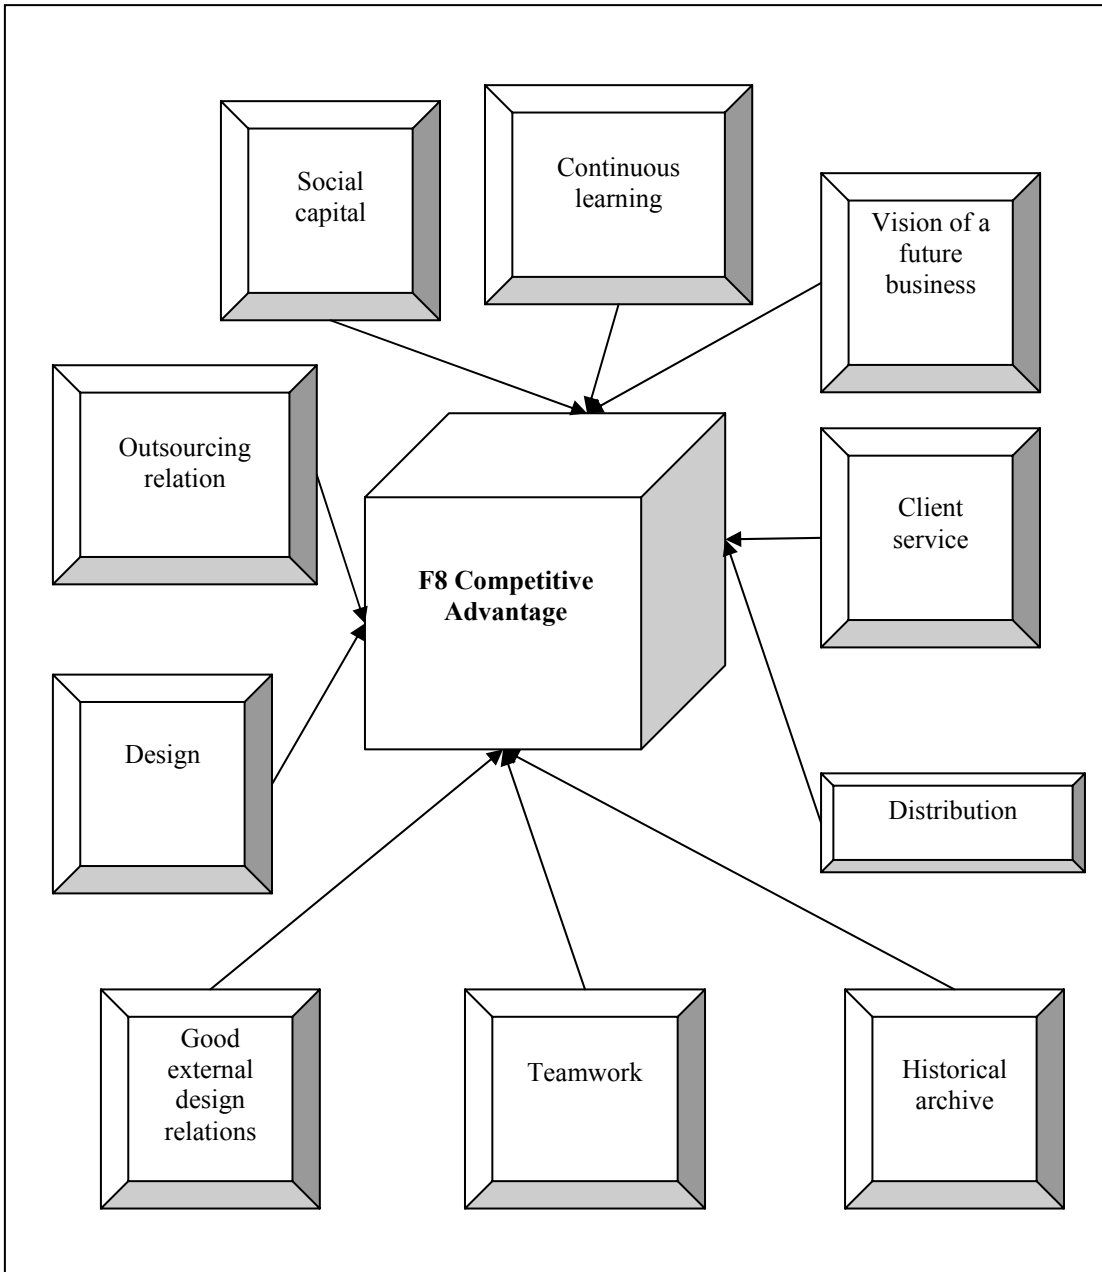 Social
capital
Continuous
learning
Vision of a
future
business
Outsourcing
relation
Client
service
F8 Competitive
Advantage
Design
Distribution
Good
external
design
relations
Teamwork
Historical
archive